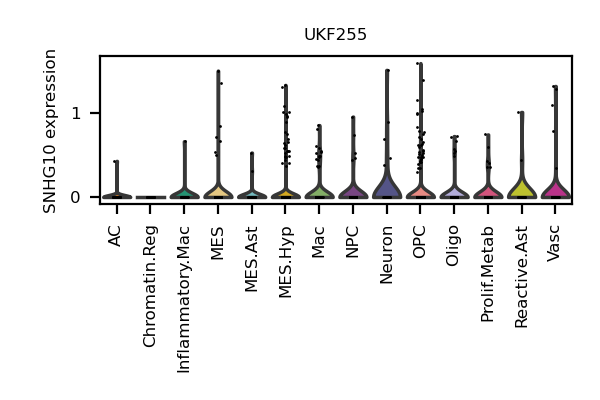 UKF255
SNHG10 expression
1
0
AC
Chromatin.Reg
Inflammatory.Mac
MES
MES.Ast
MES.Hyp
Mac
NPC
Neuron
OPC
Oligo
Prolif.Metab
Reactive.Ast
Vasc